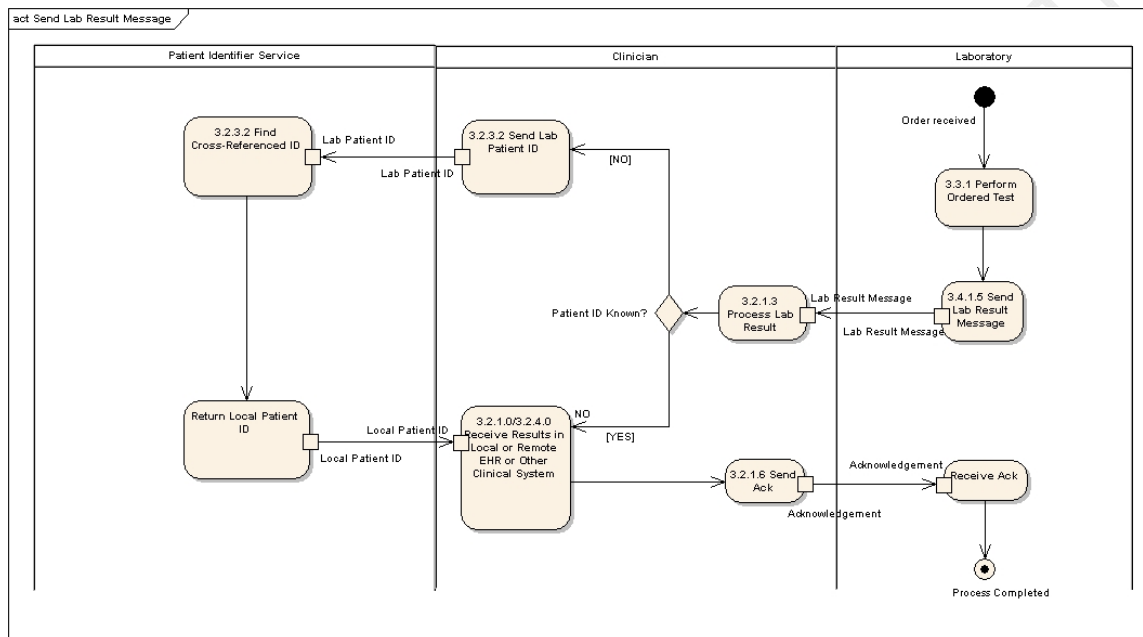 act Send Lab Result Message
Patient Identifier Service
Clinician
Laboratory
Order received
3.2.3.2 Find
Cross-Referenced ID
Lab Patient ID
Lab Patient ID
3.2.3.2 Send Lab
Patient ID
[NO]
3.3.1 Perform
Ordered Test
Patient ID Known?
3.2.1.3
Process Lab
Result
Lab Result Message
Lab Result Message
3.4.1.5 Send
Lab Result
Message
Return Local Patient
ID
Local Patient ID
Local Patient ID
3.2.1.0/3.2.4.0
Receive Results in
Local or Remote
EHR or Other
Clinical System
NO
[YES]
3.2.1.6 Send
Ack
Acknowledgement
Acknowledgement
Receive Ack
Process Completed